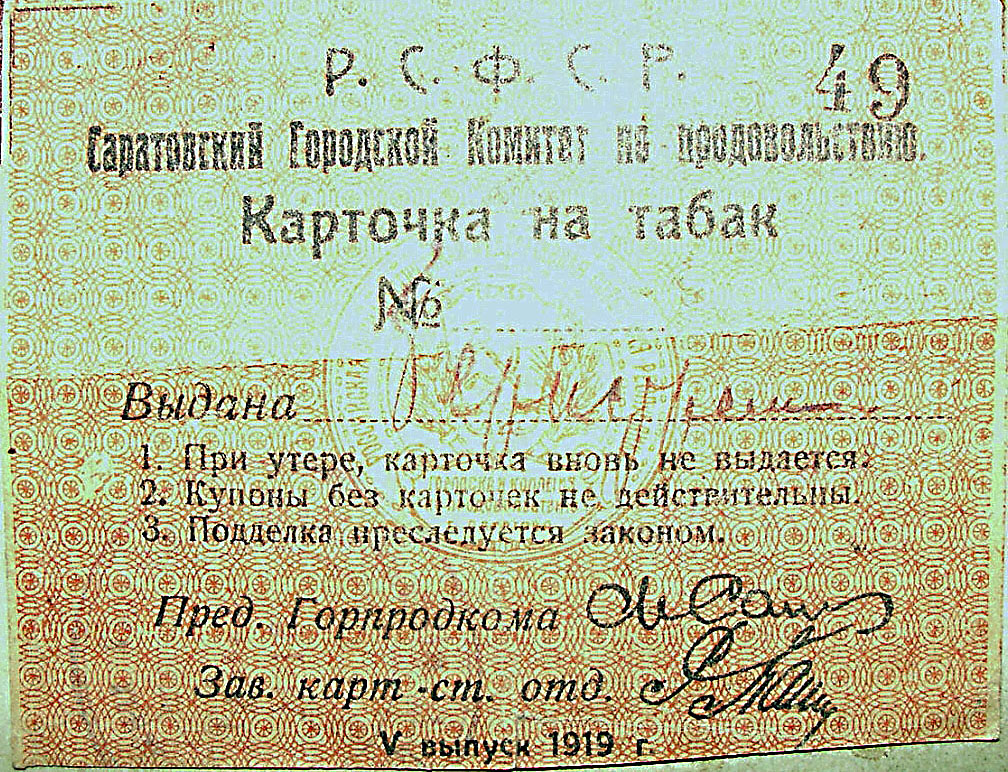 Р. С. Ф. С. Р. 49
Саратовский Городской Комитет по продовольствию.
Карточка на табак
№
Выдана
1. При утере, карточка вновь не выдается.
2. Купоны без карточек не действительны.
3. Подделка преследуется законом.
Пред. Горпродкома
Зав. карт-ст. отд.
V выпуск 1919 г.